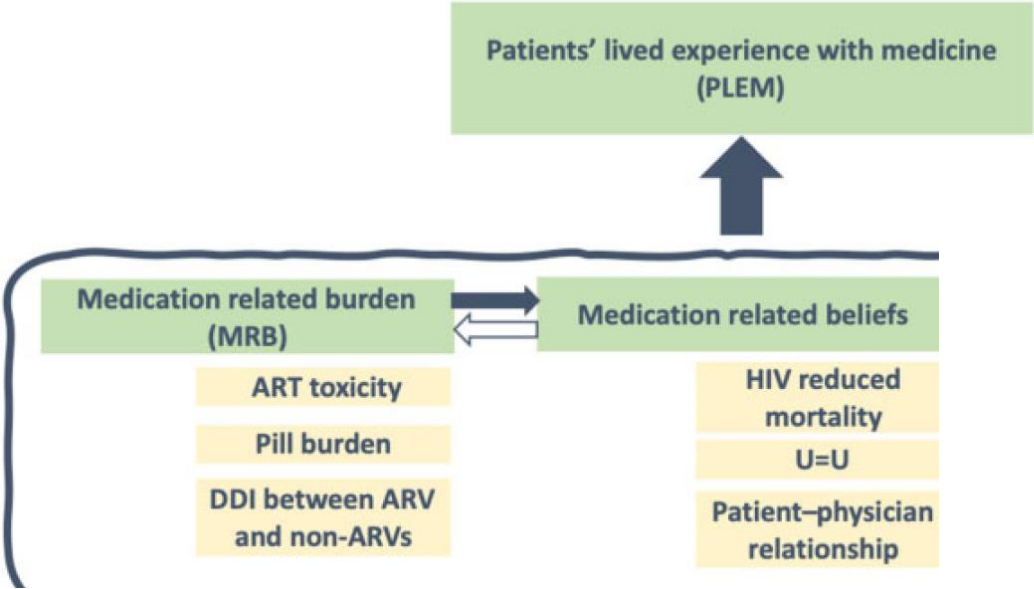 Patients’ lived experience with medicine
(PLEM)
Medication related burden
(MRB)
Medication related beliefs
ART toxicity
Pill burden
DDI between ARV
and non-ARVs
HIV reduced
mortality
U=U
Patient–physician
relationship